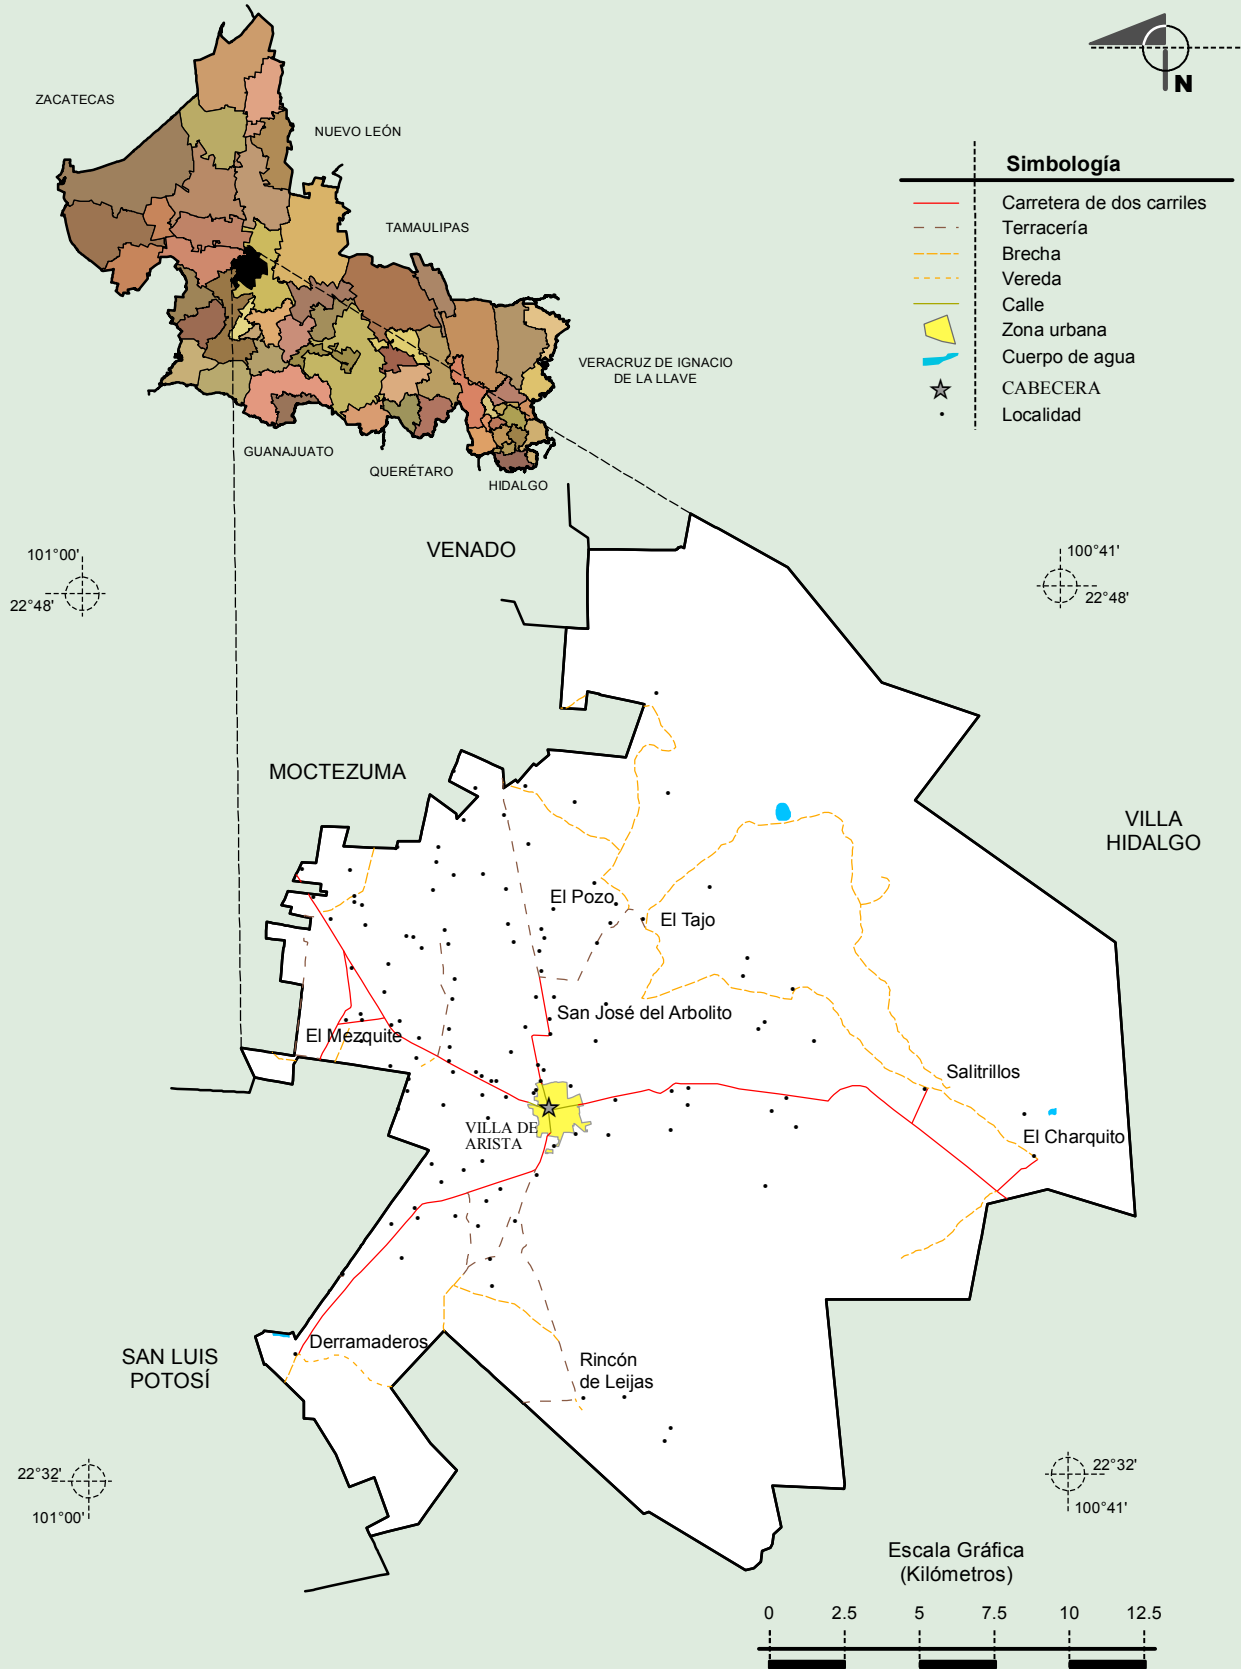 N
ZACATECAS
NUEVO LEÓN
TAMAULIPAS
VERACRUZ DE IGNACIO
DE LA LLAVE
GUANAJUATO
QUERÉTARO
HIDALGO
Simbología
Carretera de dos carriles
Terracería
Brecha
Vereda
Calle
Zona urbana
Cuerpo de agua
CABECERA
Localidad
101°00'
22°48'
VENADO
100°41'
22°48'
MOCTEZUMA
VILLA
HIDALGO
El Pozo
El Tajo
San José del Arbolito
El Mezquite
Salitrillos
VILLA DE
ARISTA
El Charquito
Derramaderos
SAN LUIS
POTOSÍ
Rincón
de Leijas
22°32'
101°00'
22°32'
100°41'
Escala Gráfica
(Kilómetros)
0 2.5 5 7.5 10 12.5